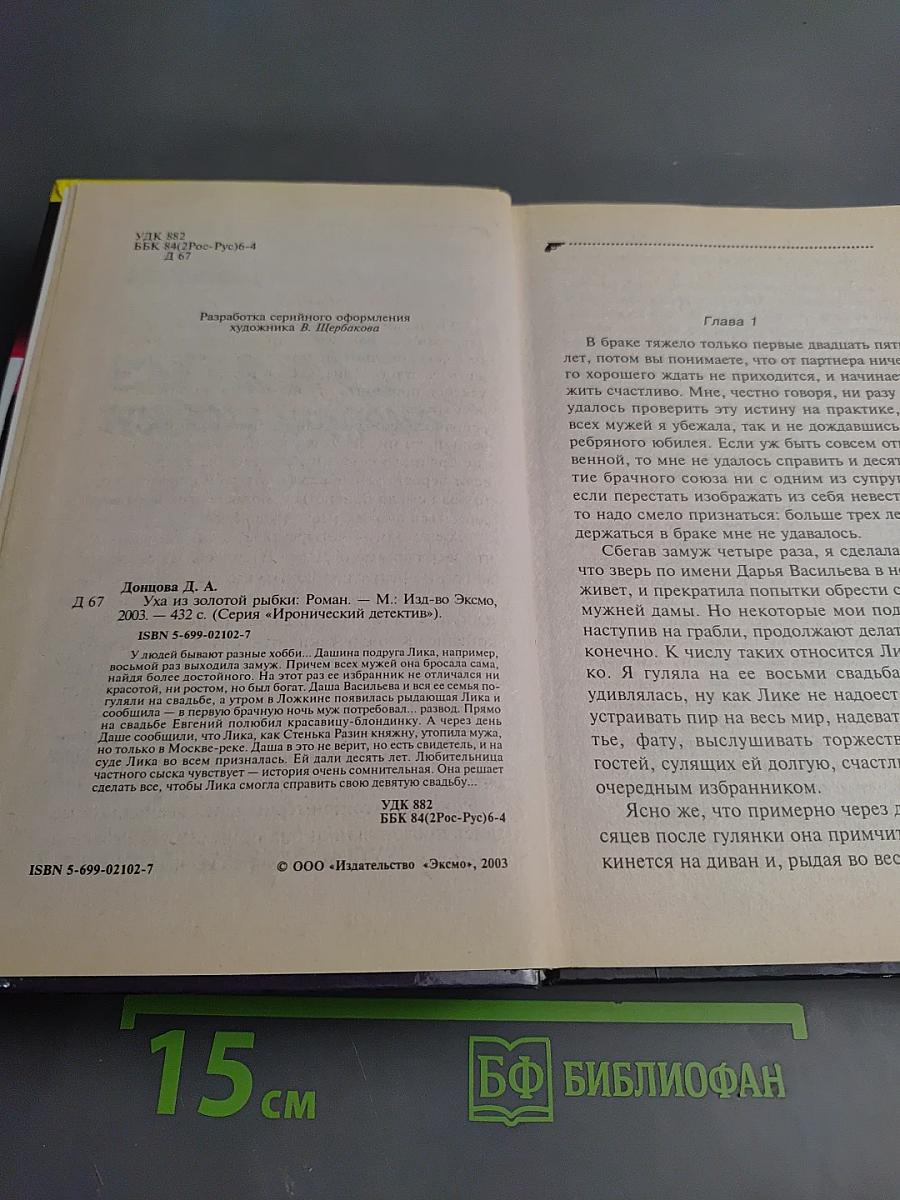 УДК 882
ББК 84(2Рос-Рус)6-4
Д 67
Разработка серийного оформления
художника В. Щербакова
Донцова Д. А.
Д 67 Уха из золотой рыбки: Роман. — М.: Изд-во Эксмо,
2003. — 432 с. (Серия «Иронический детектив»).
ISBN 5-699-02102-7
У людей бывают разные хобби... Дашина подруга Лика, например,
восьмой раз выходила замуж. Причем всех мужей она бросала сама,
найдя более достойного. На этот раз ее избранник не отличался ни
красотой, ни ростом, но был богат. Даша Васильева и вся ее семья по-
гуляли на свадьбе, а утром в Ложкине появилась рыдающая Лика и
сообщила — в первую брачную ночь муж потребовал... развод. Прямо
на свадьбе Евгений полюбил красавицу-блондинку. А через день
Даше сообщили, что Лика, как Стенька Разин княжну, утопила мужа,
но только в Москве-реке. Даша в это не верит, но есть свидетель, и на
суде Лика во всем призналась. Ей дали десять лет. Любительница
частного сыска чувствует — история очень сомнительная. Она решает
сделать все, чтобы Лика смогла справить свою девятую свадьбу...
УДК 882
ББК 84(2Рос-Рус)6-4
ISBN 5-699-02102-7
© ООО «Издательство «Эксмо», 2003
Глава 1
В браке тяжело только первые двадцать пят
лет, потом вы понимаете, что от партнера ниче
го хорошего ждать не приходится, и начинае
жить счастливо. Мне, честно говоря, ни разу
удалось проверить эту истину на практике,
всех мужей я убежала, так и не дождавшись
ребряного юбилея. Если уж быть совсем от
венной, то мне не удалось справить и десят
тие брачного союза ни с одним из супруг
если перестать изображать из себя невест
то надо смело признаться: больше трех ле
держаться в браке мне не удавалось.
Сбегав замуж четыре раза, я сделала
что зверь по имени Дарья Васильева в не
живет, и прекратила попытки обрести с
мужней дамы. Но некоторые мои под
наступив на грабли, продолжают делат
конечно. К числу таких относится Ли
ко. Я гуляла на ее восьми свадьба
удивлялась, ну как Лике не надоест
устраивать пир на весь мир, надеват
тье, фату, выслушивать торжеств
гостей, сулящих ей долгую, счастли
очередным избранником.
Ясно же, что примерно через д
сяцев после гулянки она примчит
кинется на диван и, рыдая во вес
15 см
БФ БИБЛИОФАН